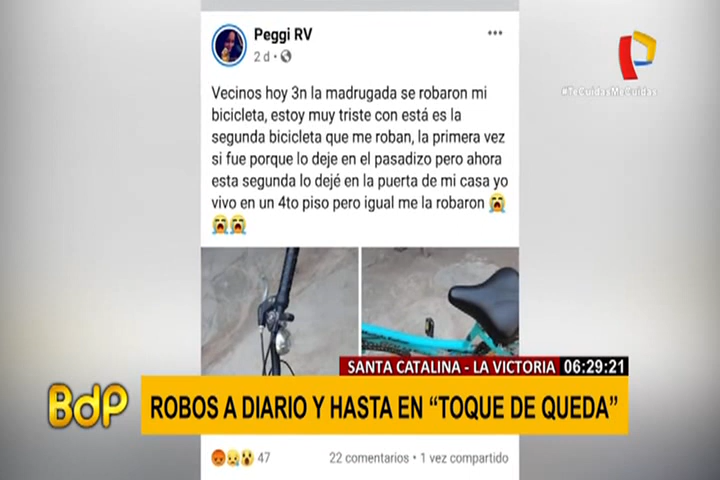 Peggi RV
2 d
Vecinos hoy 3n la madrugada se robaron mi
bicicleta, estoy muy triste con está es la
segunda bicicleta que me roban, la primera vez
si fue porque lo deje en el pasadizo pero ahora
esta segunda lo dejé en la puerta de mi casa yo
vivo en un 4to piso pero igual me la robaron 😭
😭😭
#TeCuidasMeCuidas
SANTA CATALINA - LA VICTORIA 06:29:21
BdP
ROBOS A DIARIO Y HASTA EN “TOQUE DE QUEDA”
47
22 comentarios • 1 vez compartido